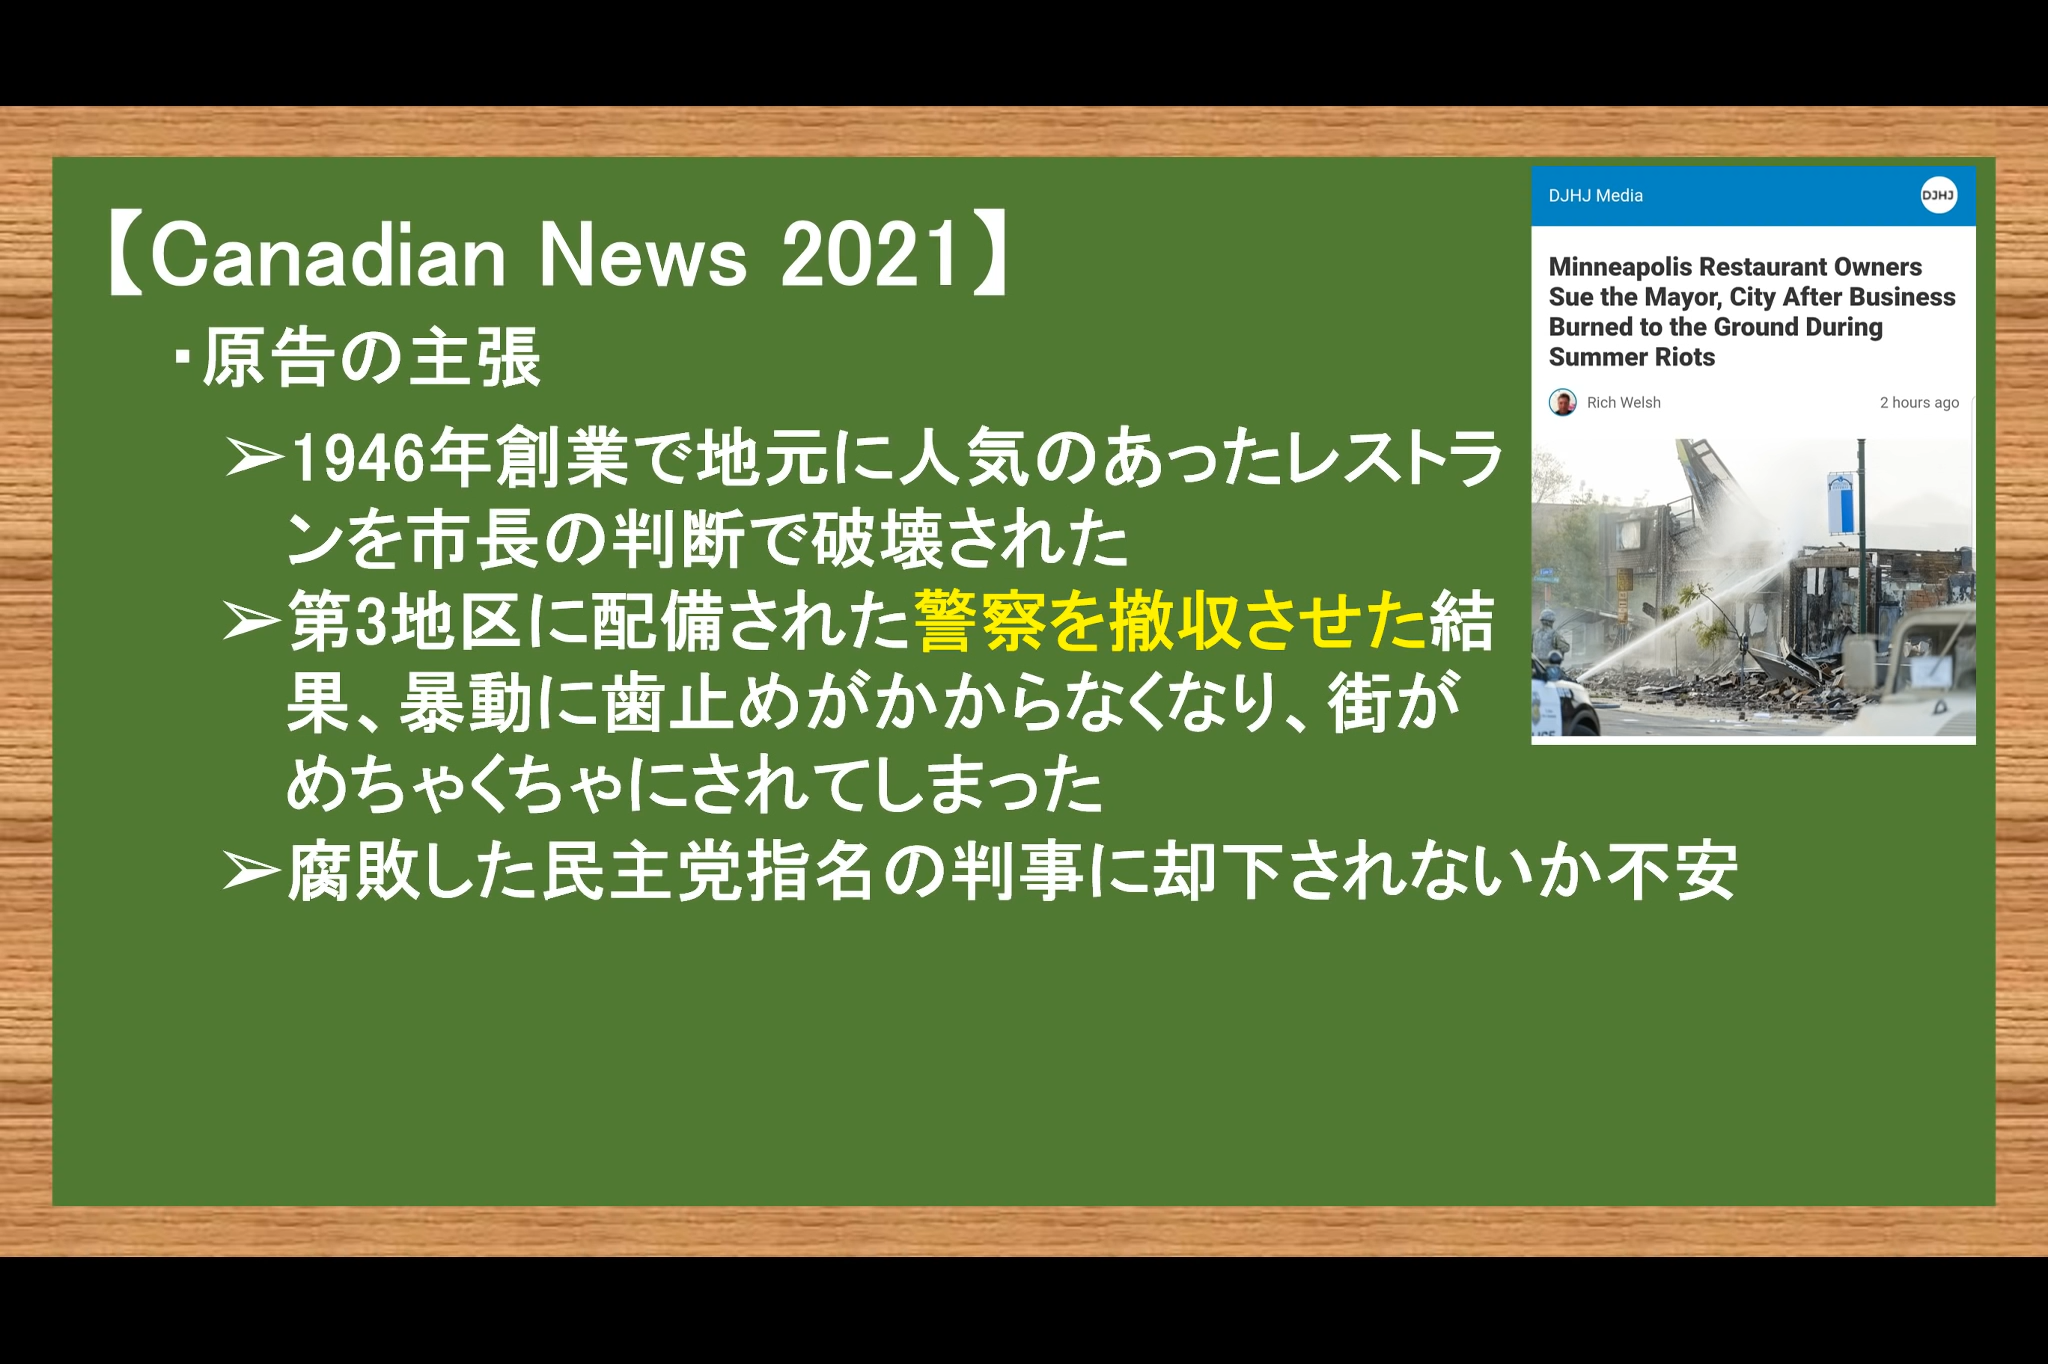 【Canadian News 2021】
・原告の主張
➢1946年創業で地元に人気のあったレストラ
ンを市長の判断で破壊された
➢第3地区に配備された警察を撤収させた結
果、暴動に歯止めがかからなくなり、街が
めちゃくちゃにされてしまった
➢腐敗した民主党指名の判事に却下されないか不安
DJHJ Media
DJHJ
Minneapolis Restaurant Owners
Sue the Mayor, City After Business
Burned to the Ground During
Summer Riots
Rich Welsh
2 hours ago